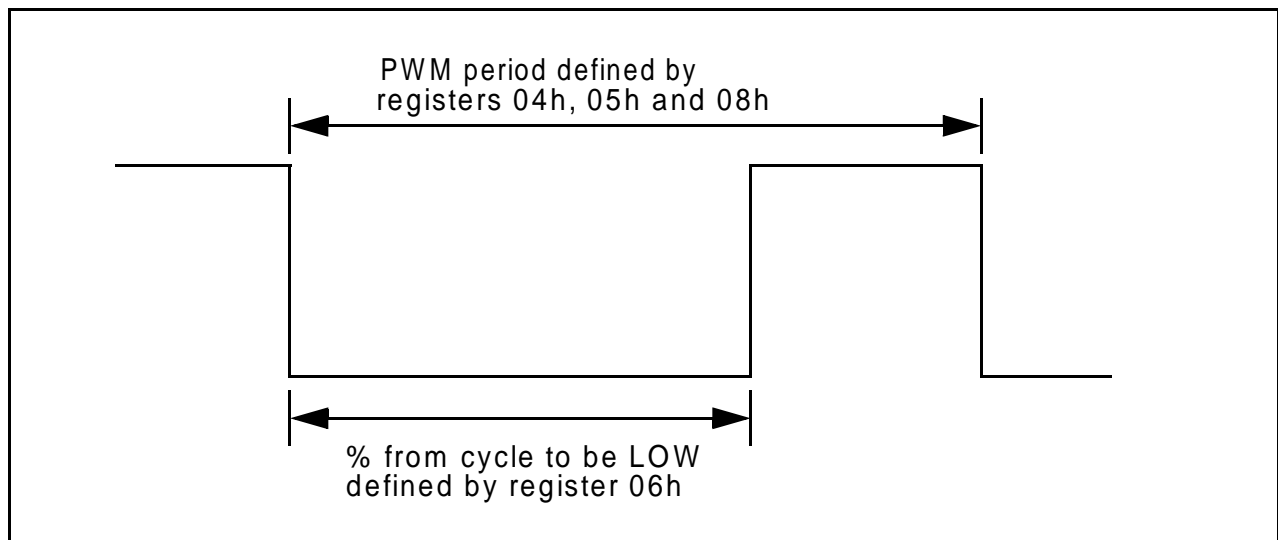 PWM period defined by
registers 04h, 05h and 08h
% from cycle to be LOW
defined by register 06h